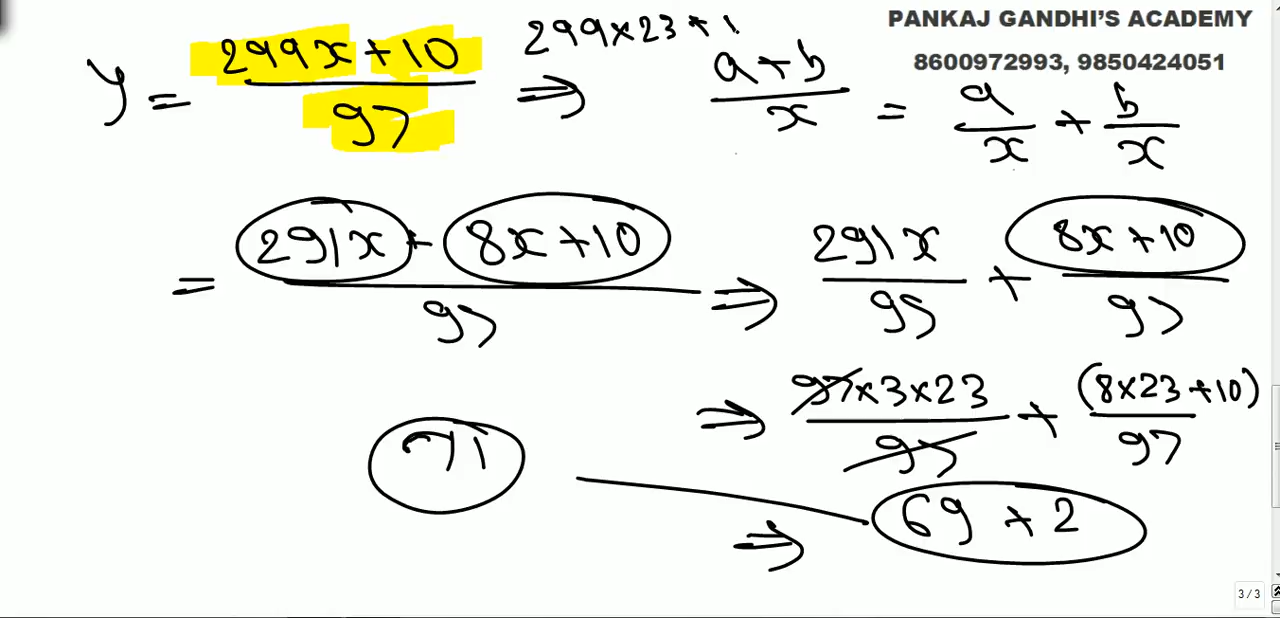 PANKAJ GANDHI'S ACADEMY
8600972993, 9850424051
299x23+1
y = 299x+10 / 97 ⇒ a+b / x = a / x + b / x
= 291x + 8x+10 / 97 ⇒ 291x / 97 + 8x+10 / 97
⇒ 97x3x23 / 97 + (8x23+10) / 97
71 ⇒ 69 + 2
3/3